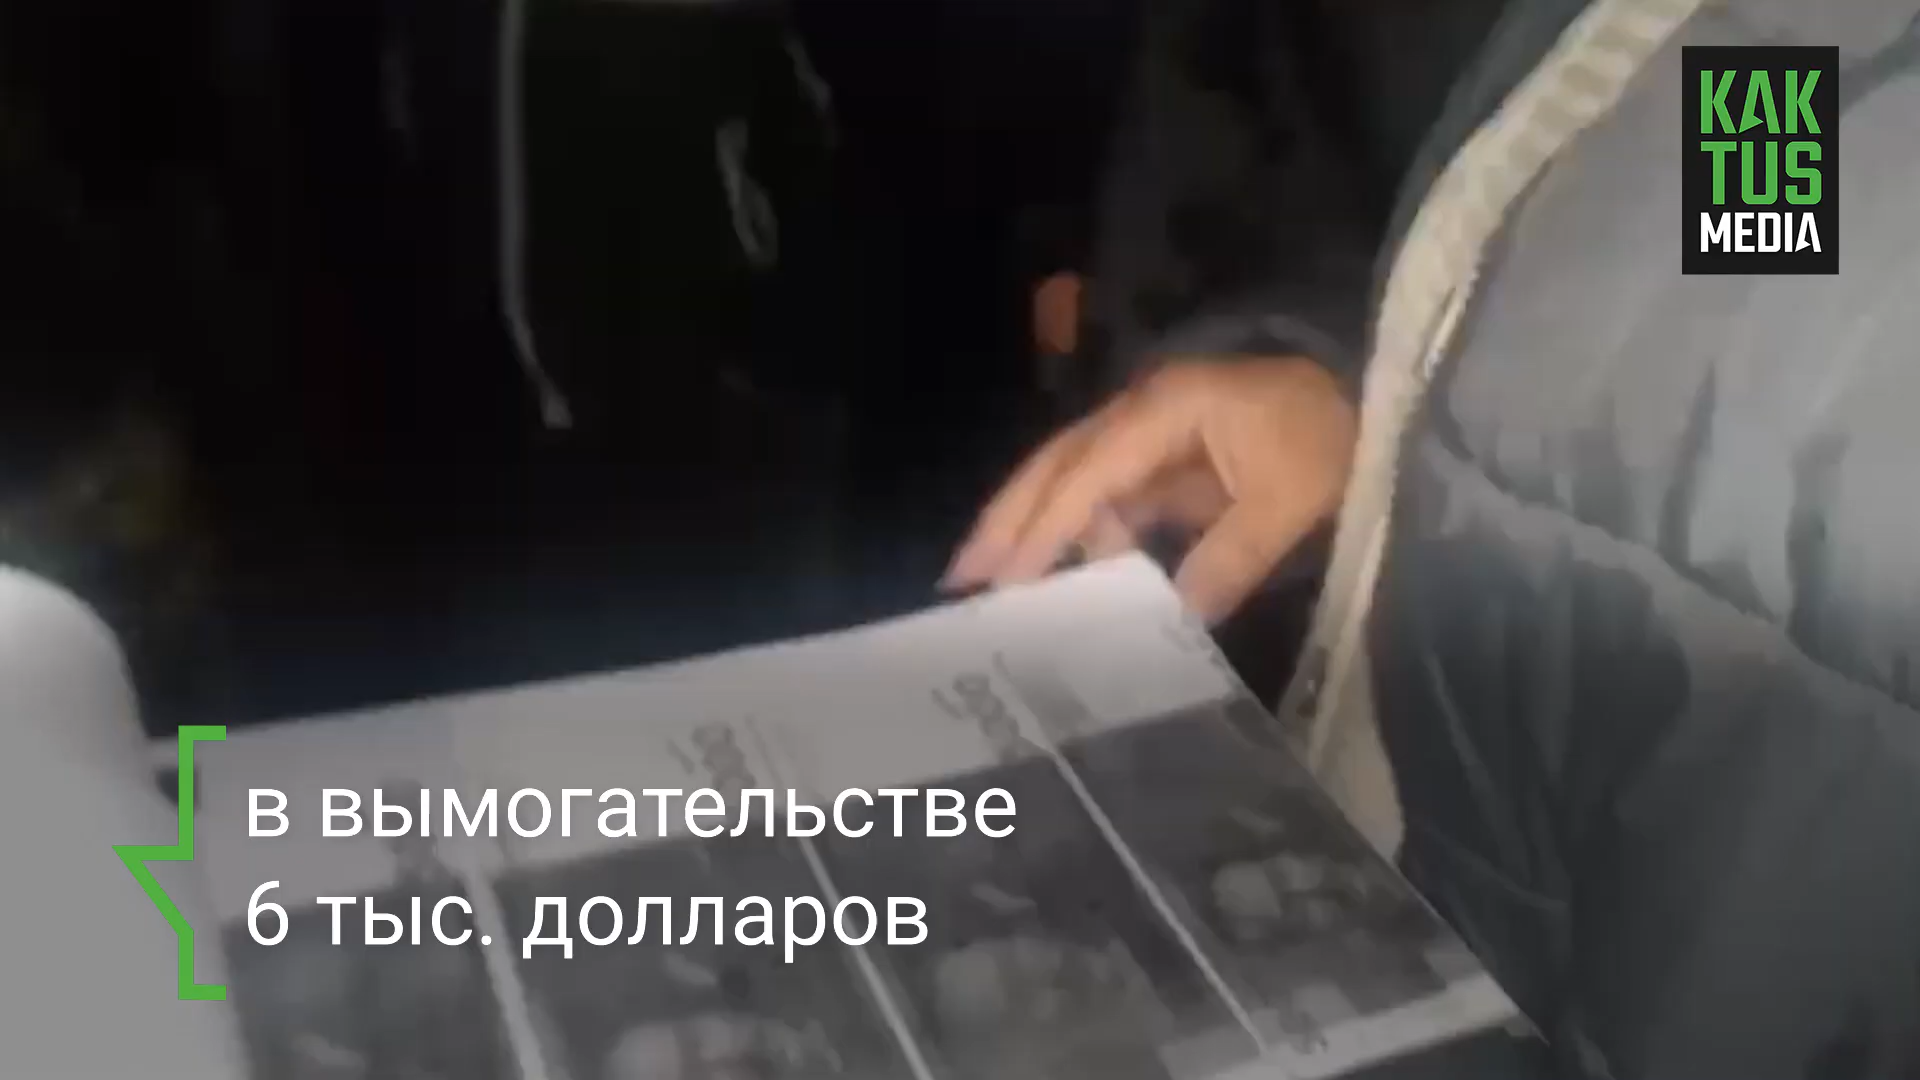 KAK
TUS
MEDIA
в вымогательстве
6 тыс. долларов